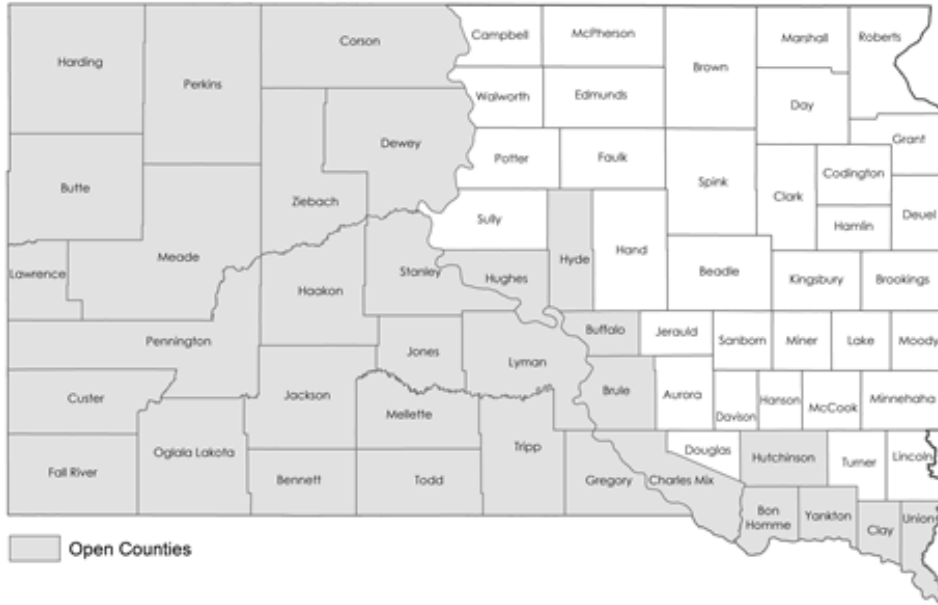 Corson
Campbell
McPherson
Marshall
Roberts
Harding
Perkins
Brown
Walworth
Edmunds
Day
Dewey
Grant
Potter
Faulk
Codington
Butte
Ziebach
Spink
Clark
Deuel
Sully
Hamlin
Meade
Hand
Lawrence
Stanley
Hughes
Hyde
Beadle
Kingsbury
Brookings
Haakon
Pennington
Buffalo
Jerauld
Sanborn
Miner
Lake
Moody
Jones
Lyman
Custer
Jackson
Brule
Aurora
Hanson
Minnehaha
Mellette
Davison
McCook
Oglala Lakota
Tripp
Douglas
Hutchinson
Lincoln
Fall River
Bennett
Todd
Gregory
Charles Mix
Turner
Bon
Homme
Yankton
Union
Clay
Open Counties